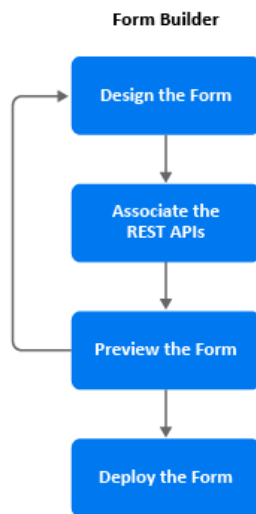 Form Builder
Design the Form
Associate the
REST APIs
Preview the Form
Deploy the Form